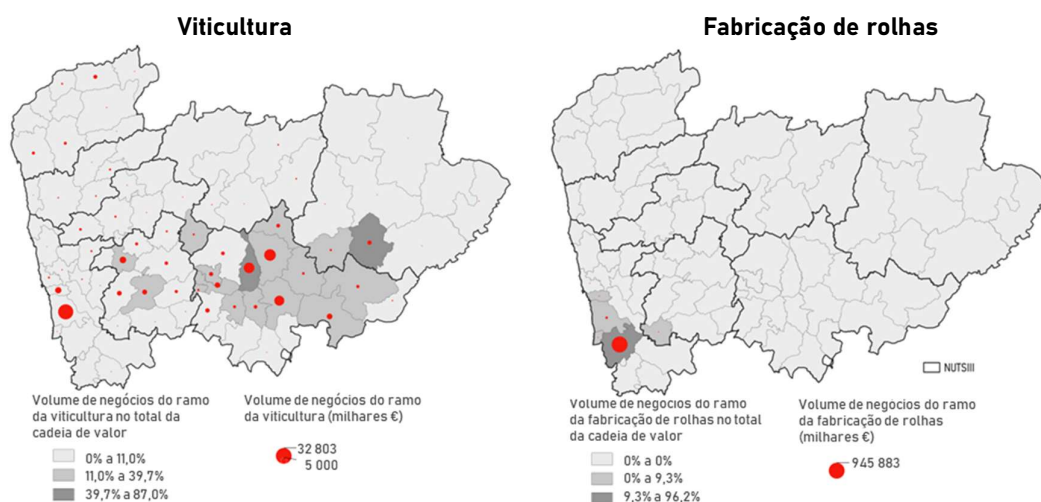 Viticultura
Volume de negócios do ramo
da viticultura no total da
cadeia de valor
0% a 11,0%
11,0% a 39,7%
39,7% a 87,0%
Volume de negócios do ramo
da viticultura (milhares €)
32 803
5 000
Fabricação de rolhas
NUTSIII
Volume de negócios do ramo
da fabricação de rolhas no total
da cadeia de valor
0% a 0%
0% a 9,3%
9,3% a 96,2%
Volume de negócios do ramo
da fabricação de rolhas
(milhares €)
945 883